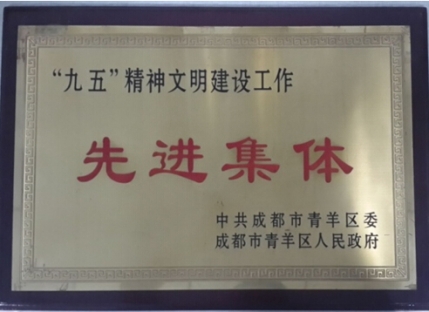 “九五”精神文明建设工作
先进集体
中共成都市青羊区委
成都市青羊区人民政府